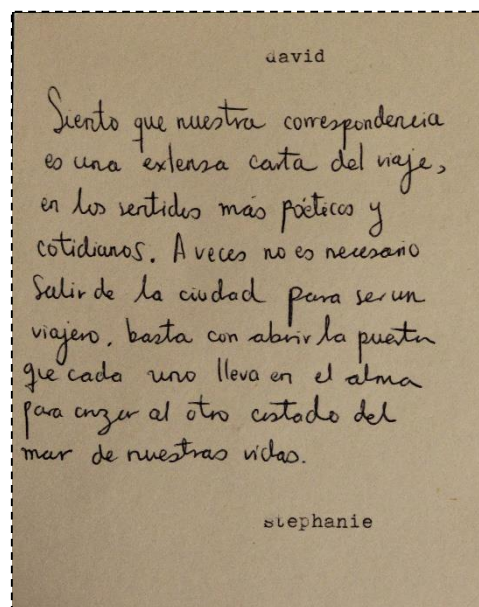 david
Siento que nuestra correspondencia
es una extensa carta del viaje,
en los sentidos más poéticos y
cotidianos. A veces no es necesario
Salir de la ciudad para ser un
viajero, basta con abrir la puerta
que cada uno lleva en el alma
para cruzar al otro costado del
mar de nuestras vidas.
stephanie